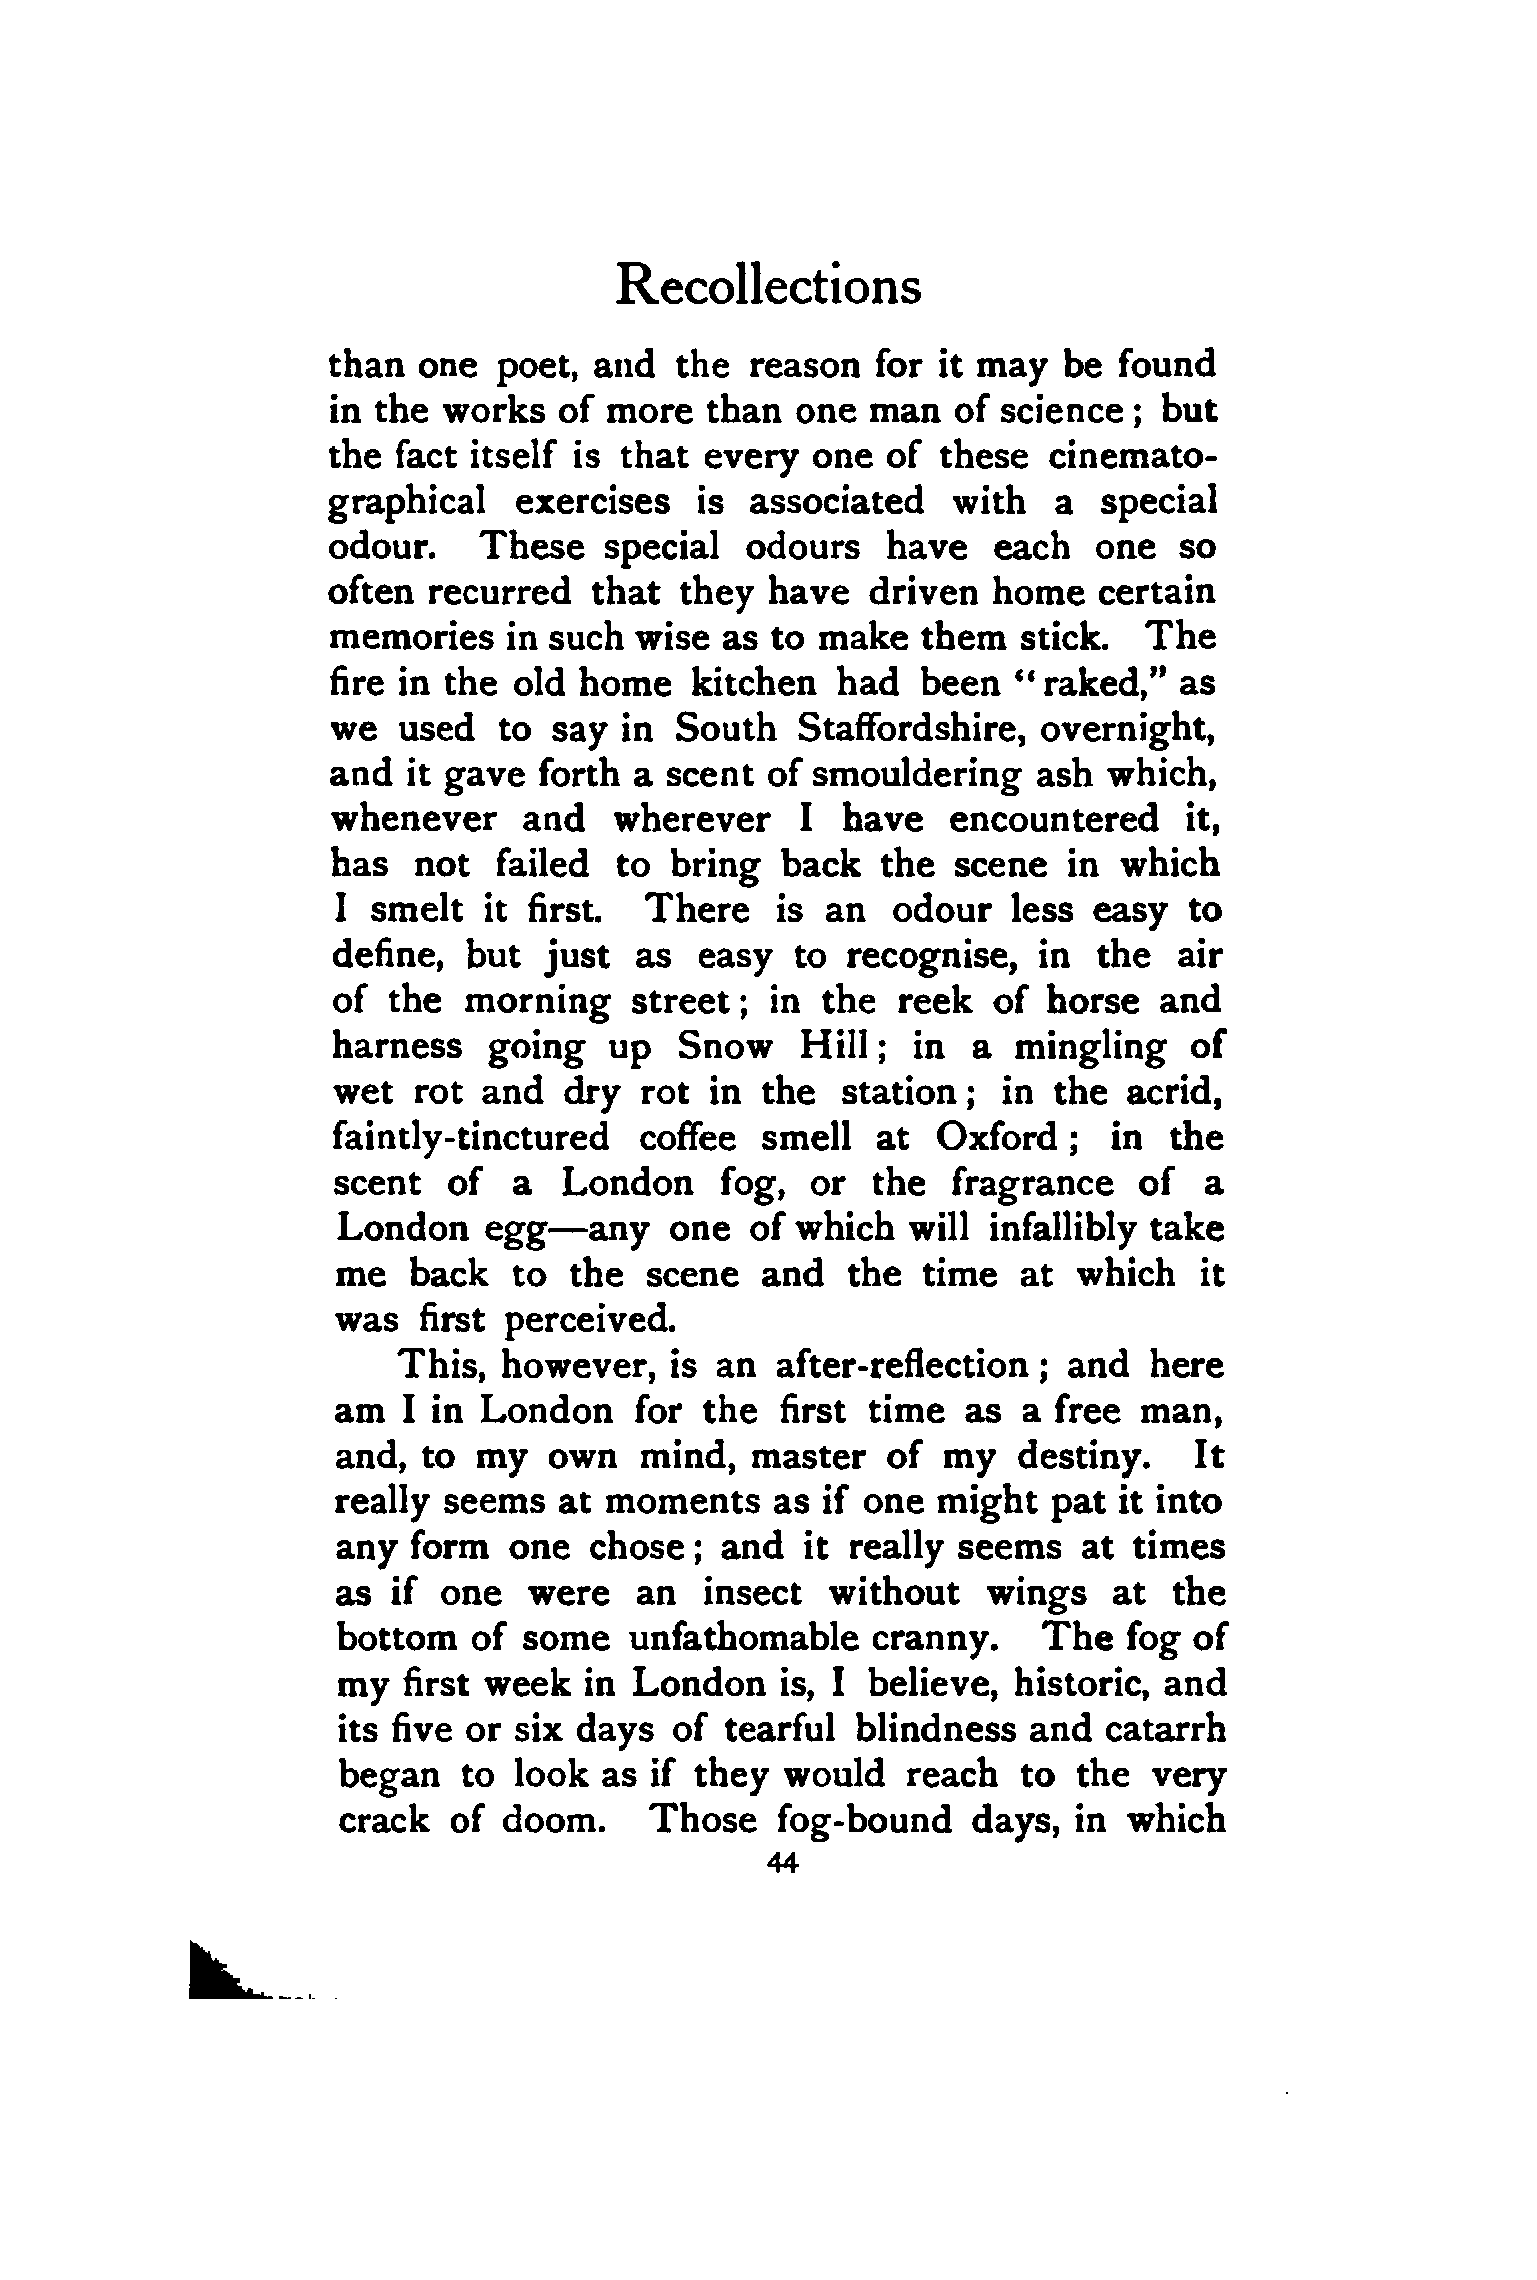 Recollections
than one poet, and the reason for it may be found
in the works of more than one man of science ; but
the fact itself is that every one of these cinemato-
graphical exercises is associated with a special
odour. These special odours have each one so
often recurred that they have driven home certain
memories in such wise as to make them stick. The
fire in the old home kitchen had been “raked,” as
we used to say in South Staffordshire, overnight,
and it gave forth a scent of smouldering ash which,
whenever and wherever I have encountered it,
has not failed to bring back the scene in which
I smelt it first. There is an odour less easy to
define, but just as easy to recognise, in the air
of the morning street ; in the reek of horse and
harness going up Snow Hill ; in a mingling of
wet rot and dry rot in the station ; in the acrid,
faintly-tinctured coffee smell at Oxford ; in the
scent of a London fog, or the fragrance of a
London egg—any one of which will infallibly take
me back to the scene and the time at which it
was first perceived.
This, however, is an after-reflection ; and here
am I in London for the first time as a free man,
and, to my own mind, master of my destiny. It
really seems at moments as if one might pat it into
any form one chose ; and it really seems at times
as if one were an insect without wings at the
bottom of some unfathomable cranny. The fog of
my first week in London is, I believe, historic, and
its five or six days of tearful blindness and catarrh
began to look as if they would reach to the very
crack of doom. Those fog-bound days, in which
44